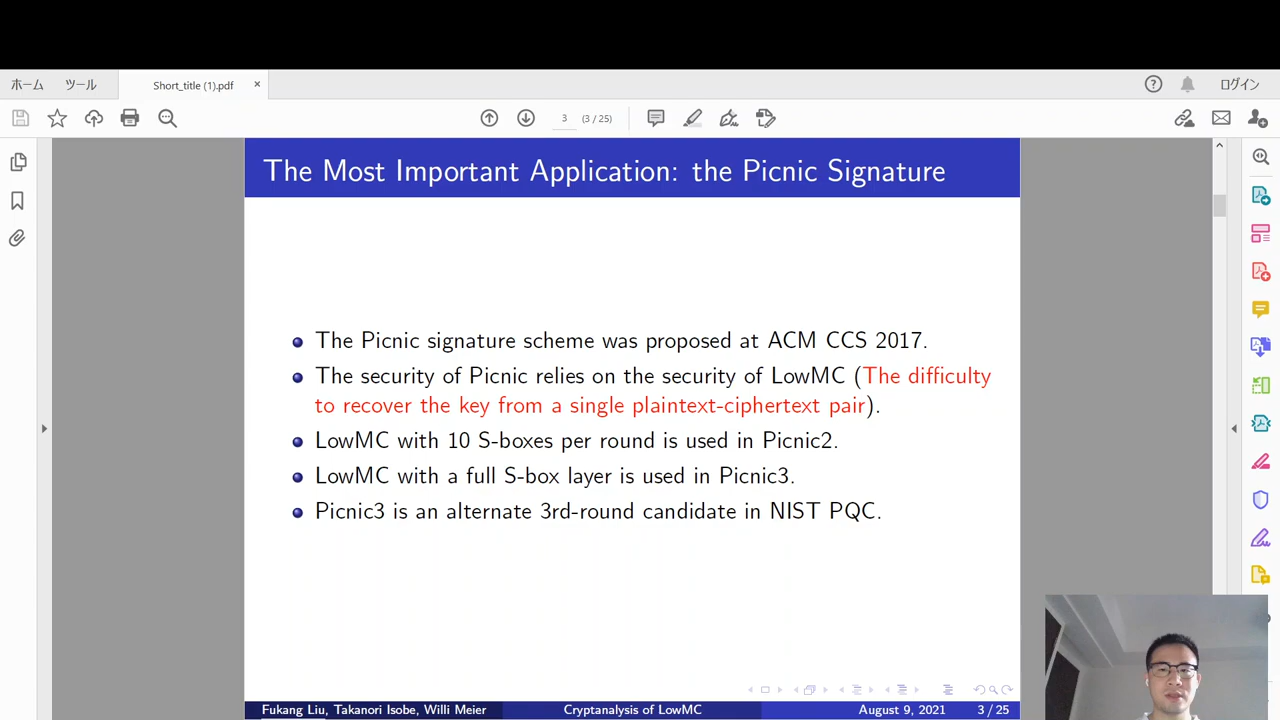 ホーム ツール Short_title (1).pdf × ログイン
3 (3 / 25)
The Most Important Application: the Picnic Signature
The Picnic signature scheme was proposed at ACM CCS 2017.
The security of Picnic relies on the security of LowMC (The difficulty
to recover the key from a single plaintext-ciphertext pair).
LowMC with 10 S-boxes per round is used in Picnic2.
LowMC with a full S-box layer is used in Picnic3.
Picnic3 is an alternate 3rd-round candidate in NIST PQC.
Fukang Liu, Takanori Isobe, Willi Meier Cryptanalysis of LowMC August 9, 2021 3 / 25